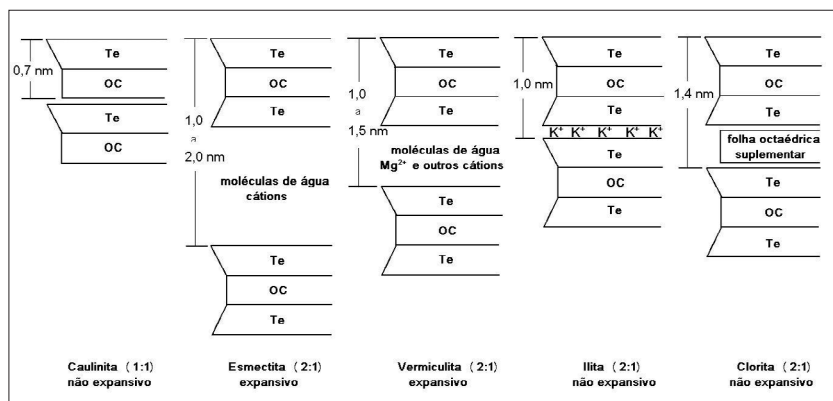 0,7 nm
Te
OC
Te
OC
Caulinita (1:1)
não expansivo
1,0
a
2,0 nm
Te
OC
Te
moléculas de água
cátions
Te
OC
Te
Esmectita (2:1)
expansivo
1,0
a
1,5 nm
Te
OC
Te
moléculas de água
Mg²⁺ e outros cátions
Te
OC
Te
Vermiculita (2:1)
expansivo
1,0 nm
Te
OC
Te
K⁺ K⁺ K⁺ K⁺ K⁺
Te
OC
Te
Ilita (2:1)
não expansivo
1,4 nm
Te
OC
Te
folha octaédrica
suplementar
Te
OC
Te
Clorita (2:1)
não expansivo